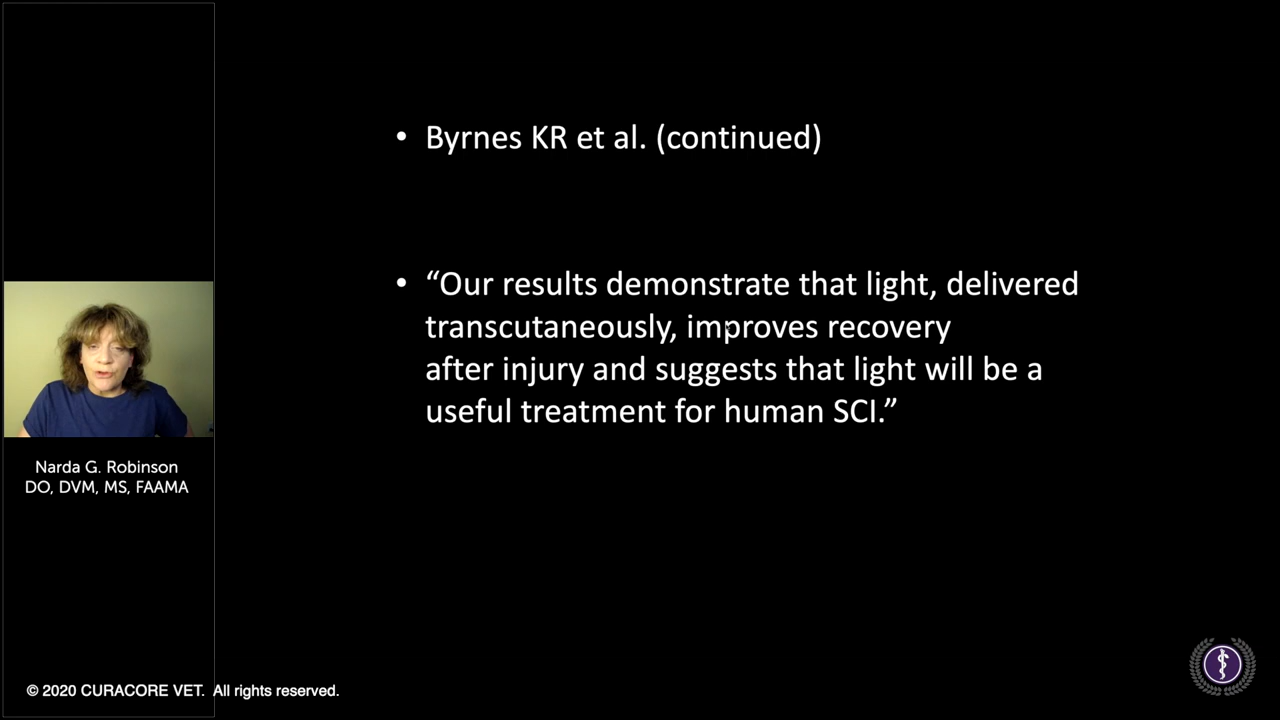 • Byrnes KR et al. (continued)
• “Our results demonstrate that light, delivered
transcutaneously, improves recovery
after injury and suggests that light will be a
useful treatment for human SCI.”
Narda G. Robinson
DO, DVM, MS, FAAMA
© 2020 CURACORE VET. All rights reserved.